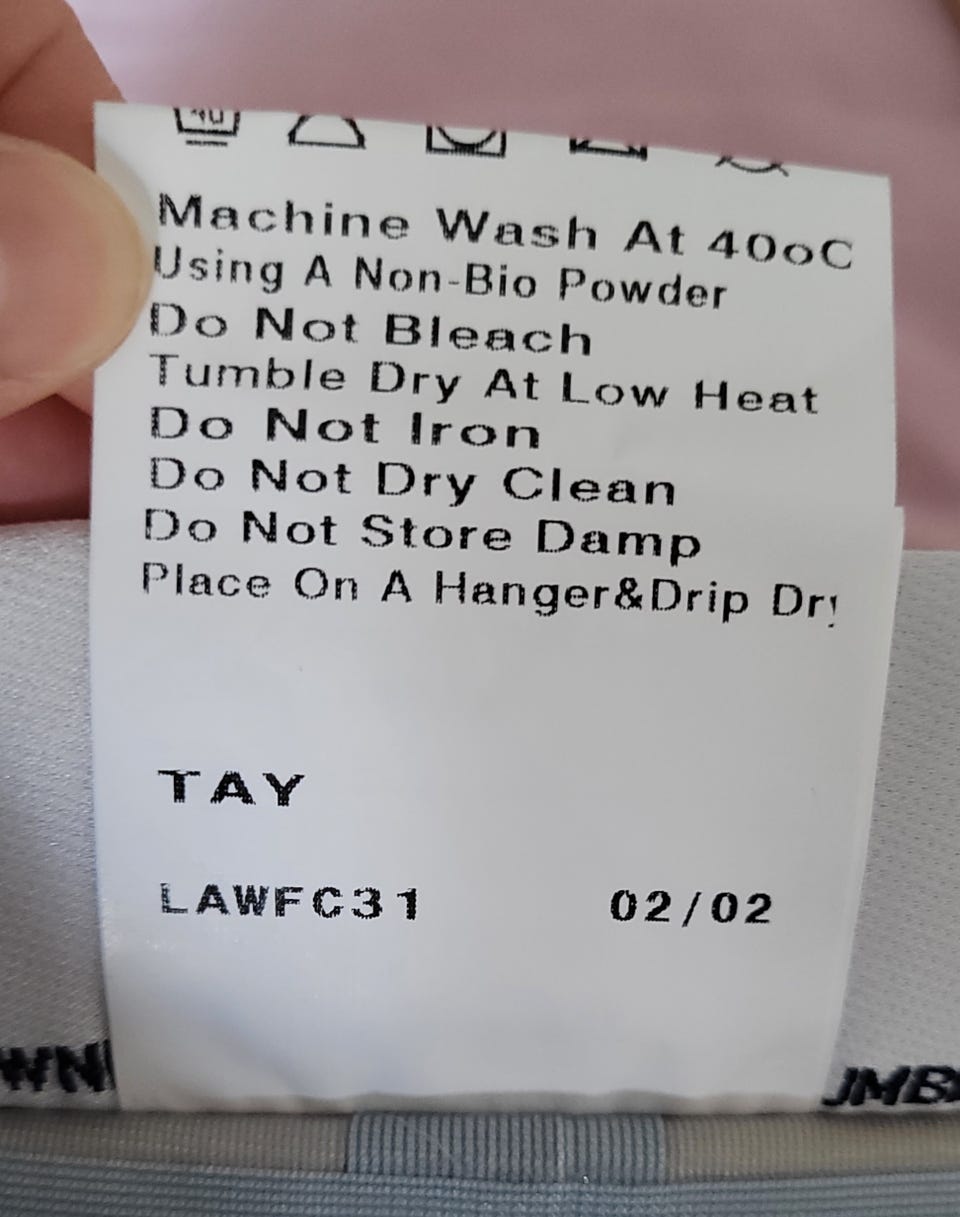 Machine Wash At 40oC
Using A Non-Bio Powder
Do Not Bleach
Tumble Dry At Low Heat
Do Not Iron
Do Not Dry Clean
Do Not Store Damp
Place On A Hanger&Drip Dry
TAY
LAWFC31 02/02